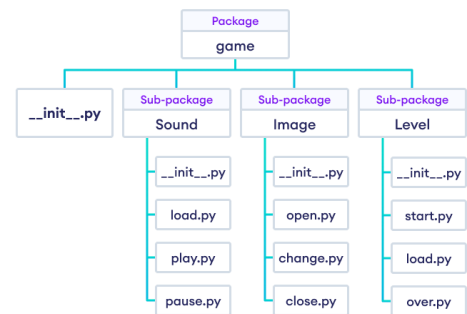 Package
game
__init__.py
Sub-package
Sound
__init__.py
load.py
play.py
pause.py
Sub-package
Image
__init__.py
open.py
change.py
close.py
Sub-package
Level
__init__.py
start.py
load.py
over.py